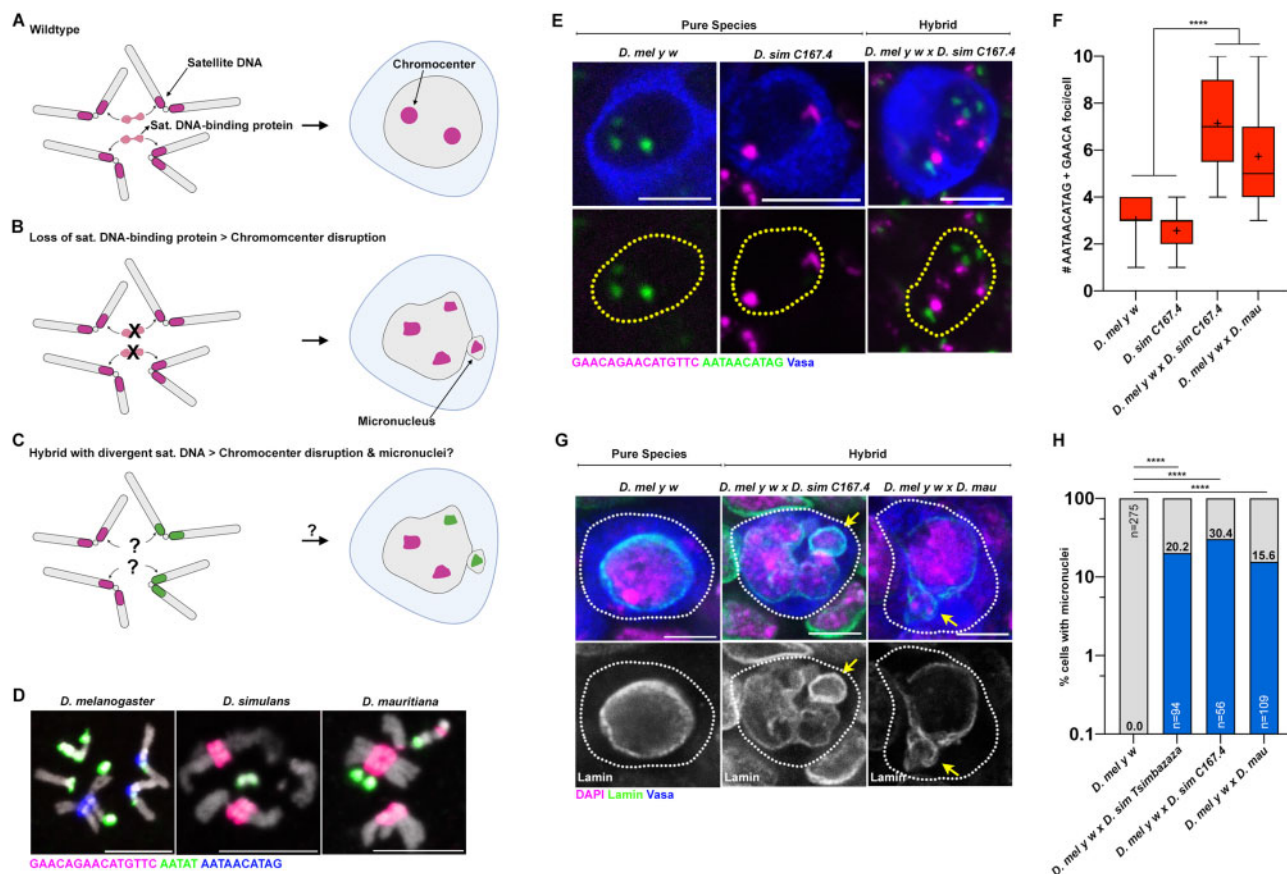 A
Wildtype
Satellite DNA
Sat. DNA-binding protein
Chromocenter
B
Loss of sat. DNA-binding protein > Chromomcenter disruption
X
X
Micronucleus
C
Hybrid with divergent sat. DNA > Chromocenter disruption & micronuclei?
?
?
?
D
D. melanogaster
D. simulans
D. mauritiana
GAACAGAACATGTTC AATAT AATAACATAG
E
Pure Species
Hybrid
D. mel y w
D. sim C167.4
D. mel y w x D. sim C167.4
GAACAGAACATGTTC AATAACATAG Vasa
F
****
# AATAACATAG + GAACA foci/cell
10
8
6
4
2
0
D. mel y w
D. sim C167.4
D. mel y w x D. sim C167.4
D. mel y w x D. mau
G
Pure Species
Hybrid
D. mel y w
D. mel y w x D. sim C167.4
D. mel y w x D. mau
Lamin
Lamin
Lamin
DAPI Lamin Vasa
H
****
****
****
% cells with micronuclei
100
10
1
0.1
n=275
0.0
20.2
n=94
30.4
n=56
15.6
n=109
D. mel y w
D. mel y w x D. sim Tsimbazaza
D. mel y w x D. sim C167.4
D. mel y w x D. mau